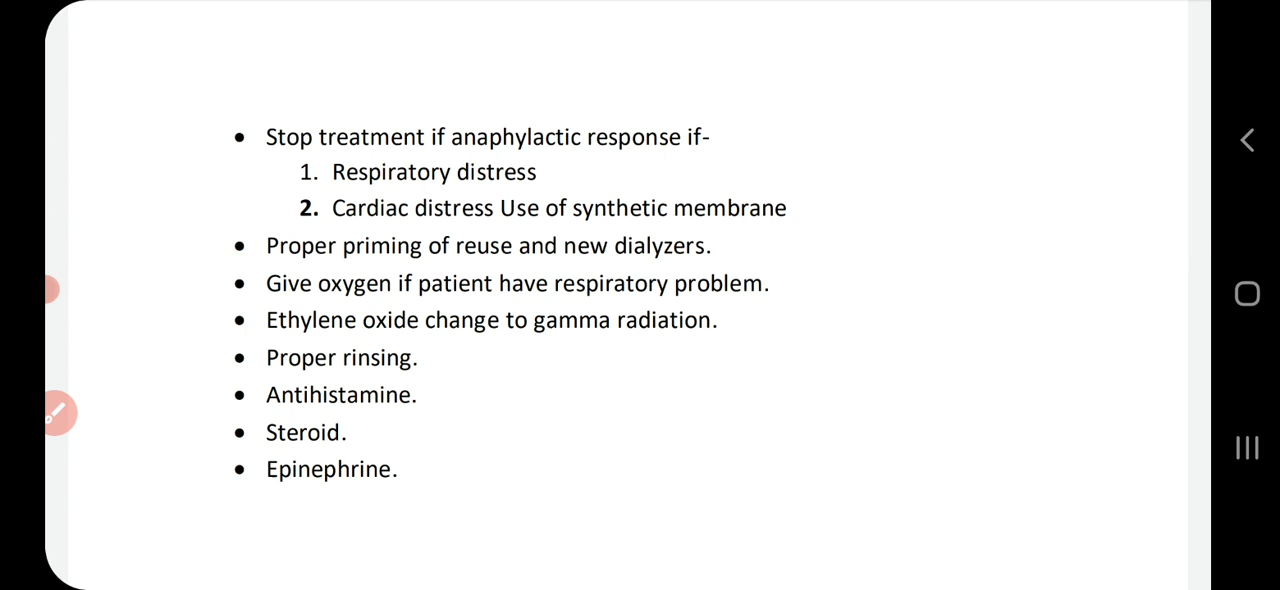 • Stop treatment if anaphylactic response if-
1. Respiratory distress
2. Cardiac distress Use of synthetic membrane
• Proper priming of reuse and new dialyzers.
• Give oxygen if patient have respiratory problem.
• Ethylene oxide change to gamma radiation.
• Proper rinsing.
• Antihistamine.
• Steroid.
• Epinephrine.